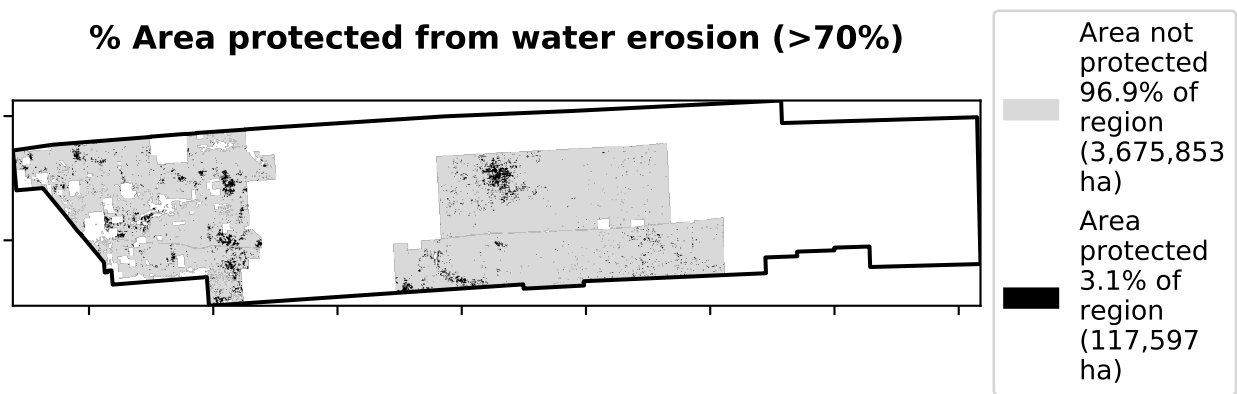 % Area protected from water erosion (>70%)
Area not
protected
96.9% of
region
(3,675,853
ha)
Area
protected
3.1% of
region
(117,597
ha)